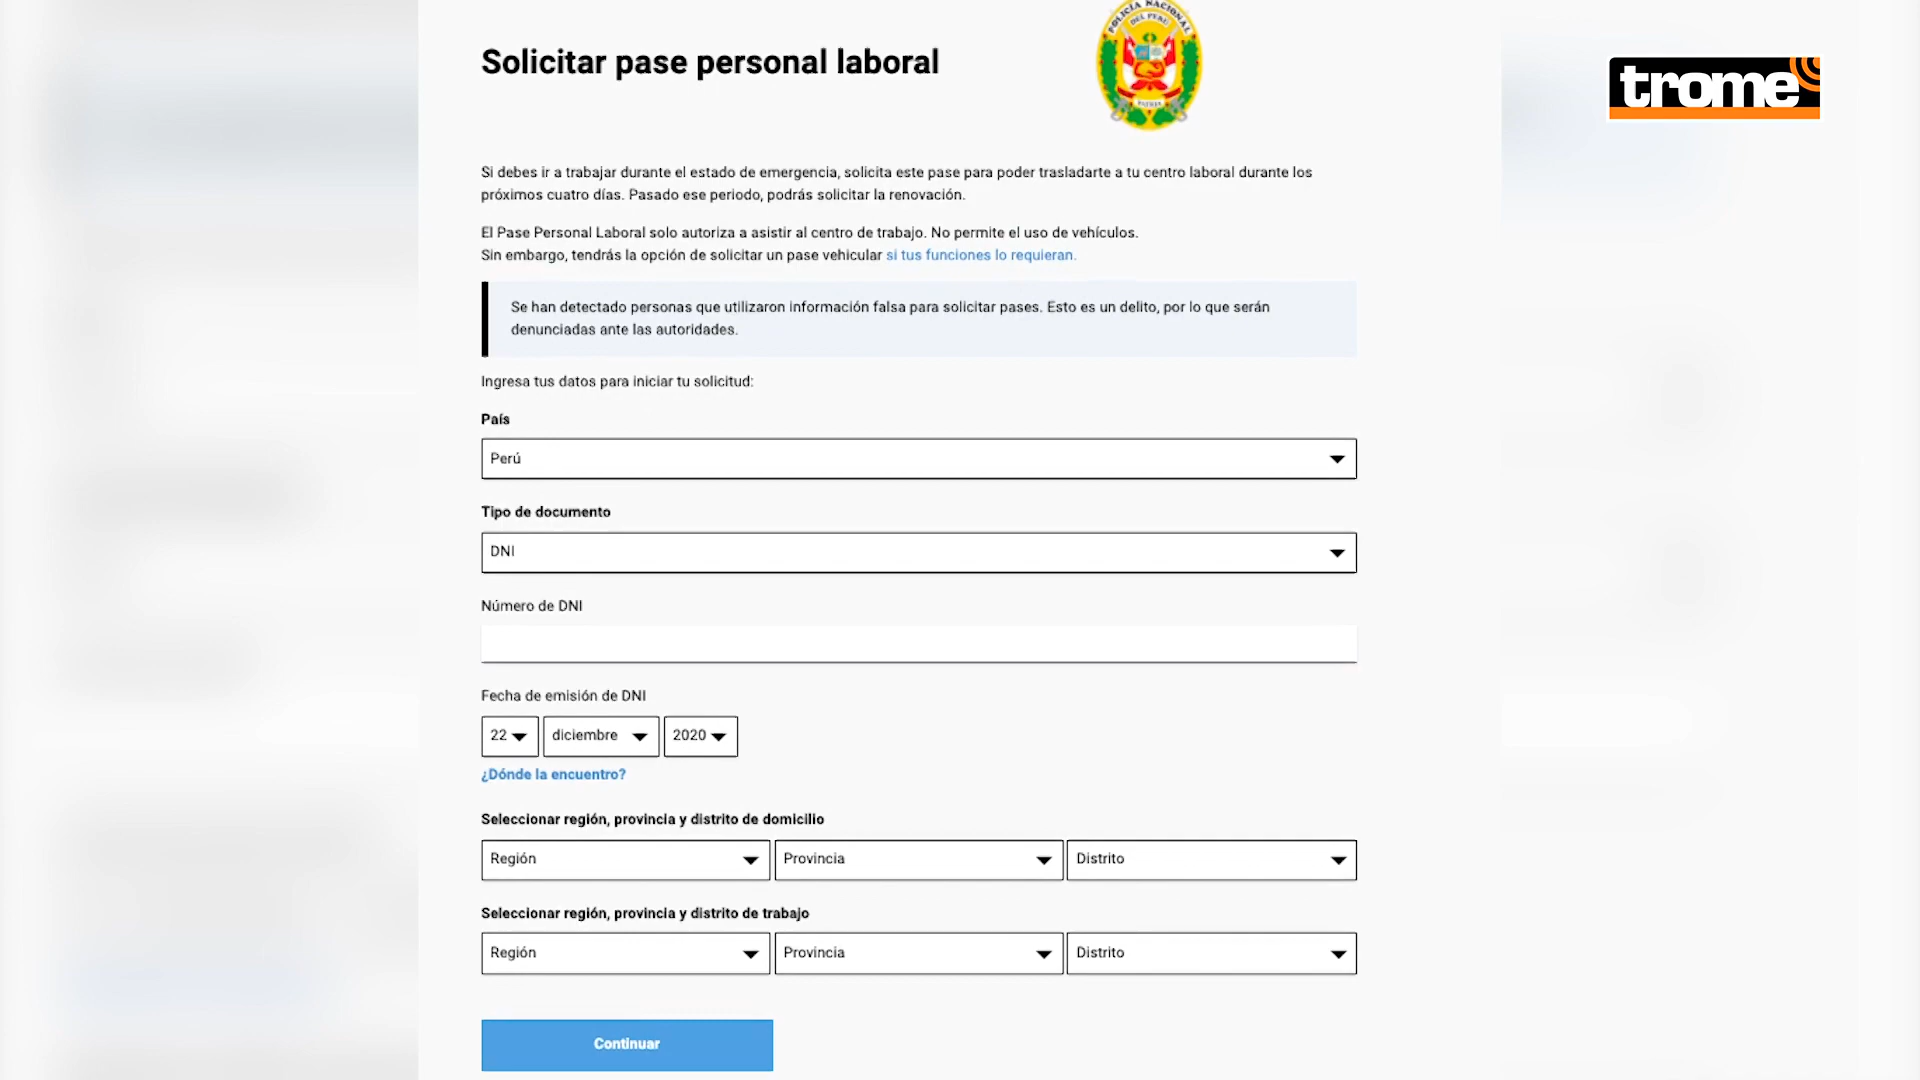 POLICÍA NACIONAL
DEL PERÚ
PATRIA
trome
Solicitar pase personal laboral
Si debes ir a trabajar durante el estado de emergencia, solicita este pase para poder trasladarte a tu centro laboral durante los
próximos cuatro días. Pasado ese periodo, podrás solicitar la renovación.
El Pase Personal Laboral solo autoriza a asistir al centro de trabajo. No permite el uso de vehículos.
Sin embargo, tendrás la opción de solicitar un pase vehicular si tus funciones lo requieran.
Se han detectado personas que utilizaron información falsa para solicitar pases. Esto es un delito, por lo que serán
denunciadas ante las autoridades.
Ingresa tus datos para iniciar tu solicitud:
País
Perú
Tipo de documento
DNI
Número de DNI
Fecha de emisión de DNI
22 diciembre 2020
¿Dónde la encuentro?
Seleccionar región, provincia y distrito de domicilio
Región Provincia Distrito
Seleccionar región, provincia y distrito de trabajo
Región Provincia Distrito
Continuar